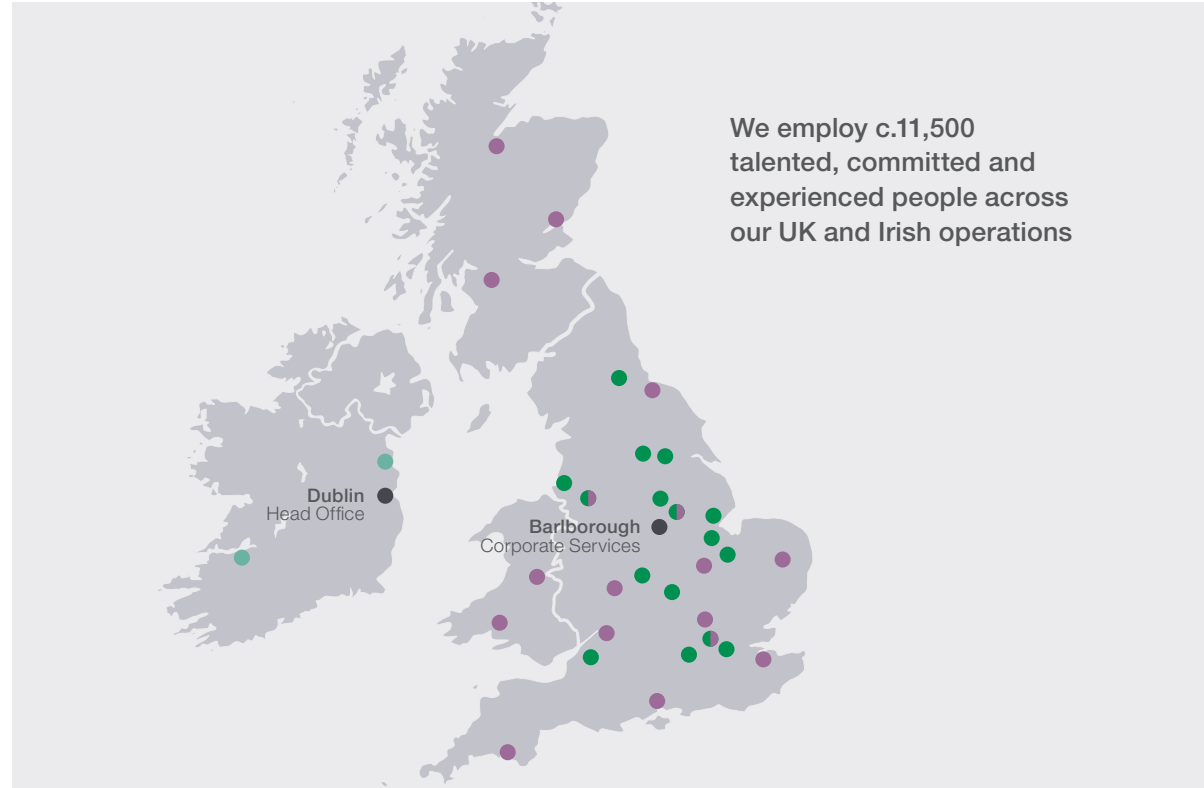 We employ c.11,500
talented, committed and
experienced people across
our UK and Irish operations
Dublin
Head Office
Barlborough
Corporate Services